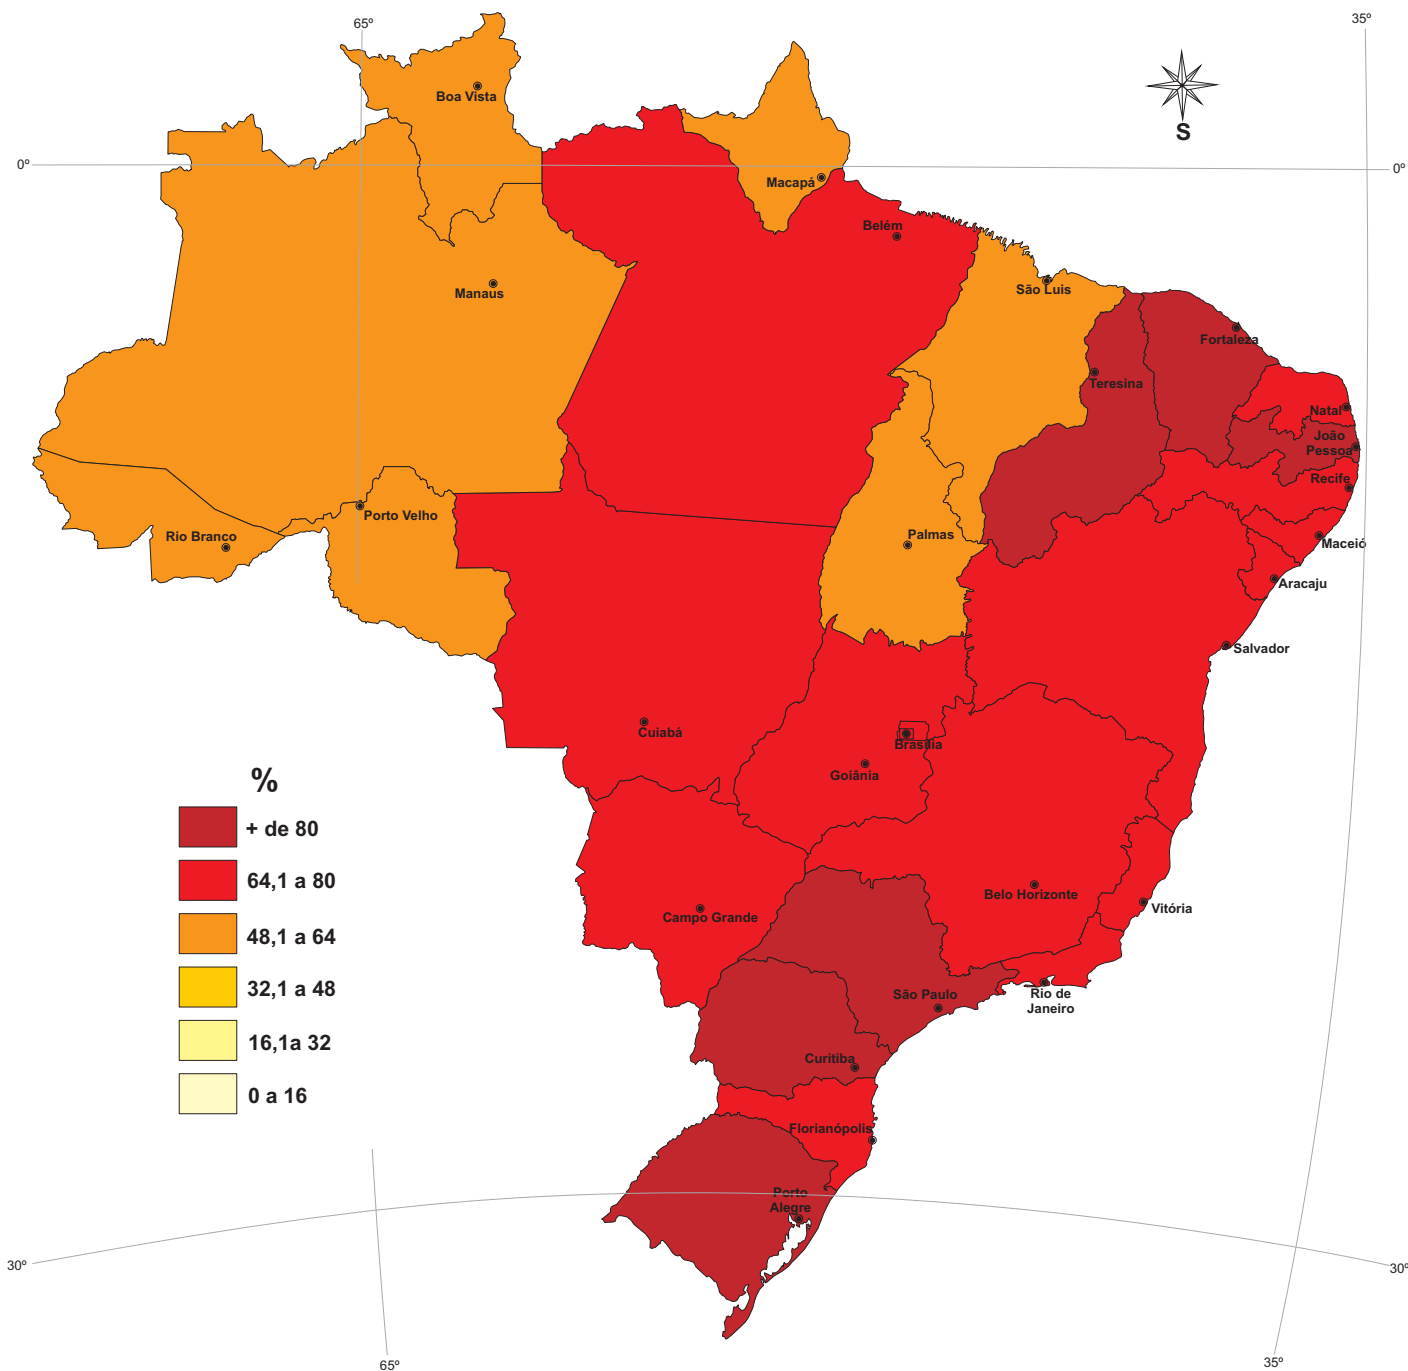 65º
35º
Boa Vista
S
0º
0º
Macapá
Belém
Manaus
São Luis
Fortaleza
Teresina
Natal
João
Pessoa
Recife
Porto Velho
Rio Branco
Palmas
Maceió
Aracaju
Salvador
Cuiabá
Brasília
Goiânia
%
+ de 80
64,1 a 80
48,1 a 64
32,1 a 48
16,1a 32
0 a 16
Belo Horizonte
Vitória
Campo Grande
São Paulo
Rio de
Janeiro
Curitiba
Florianópolis
Porto
Alegre
30º
30º
65º
35º